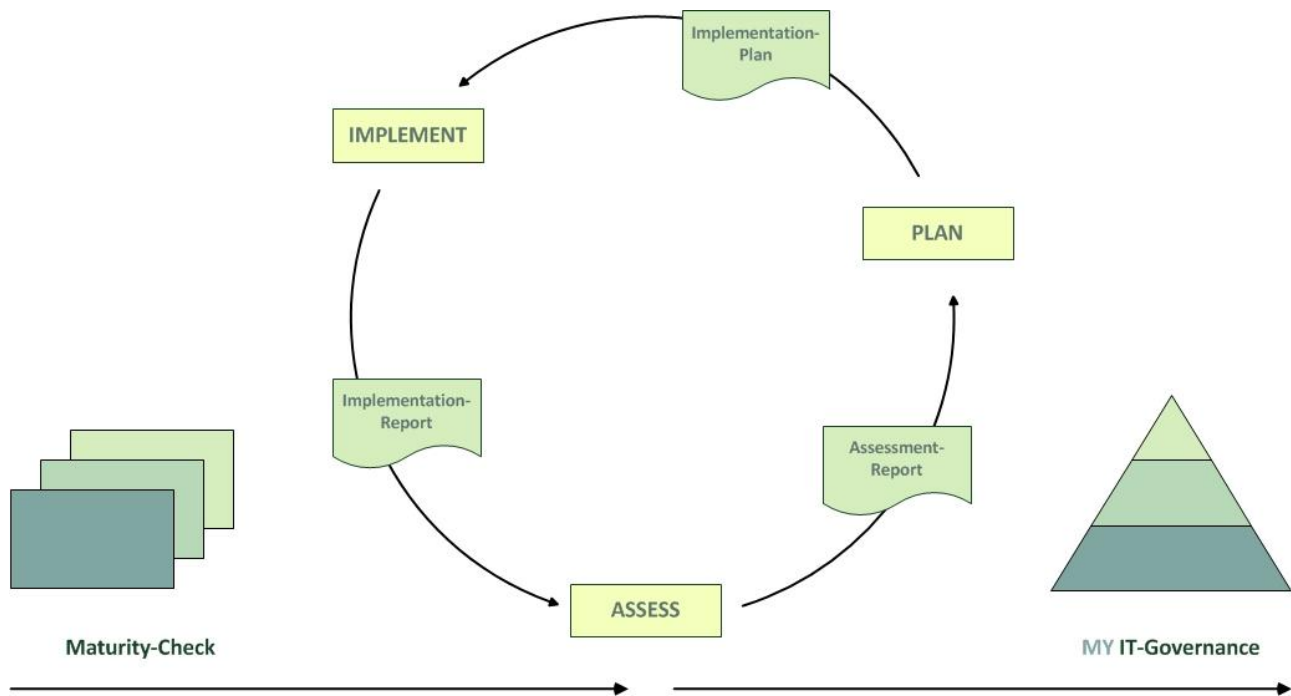 Implementation-
Plan
IMPLEMENT
PLAN
Implementation-
Report
Assessment-
Report
ASSESS
Maturity-Check
MY IT-Governance